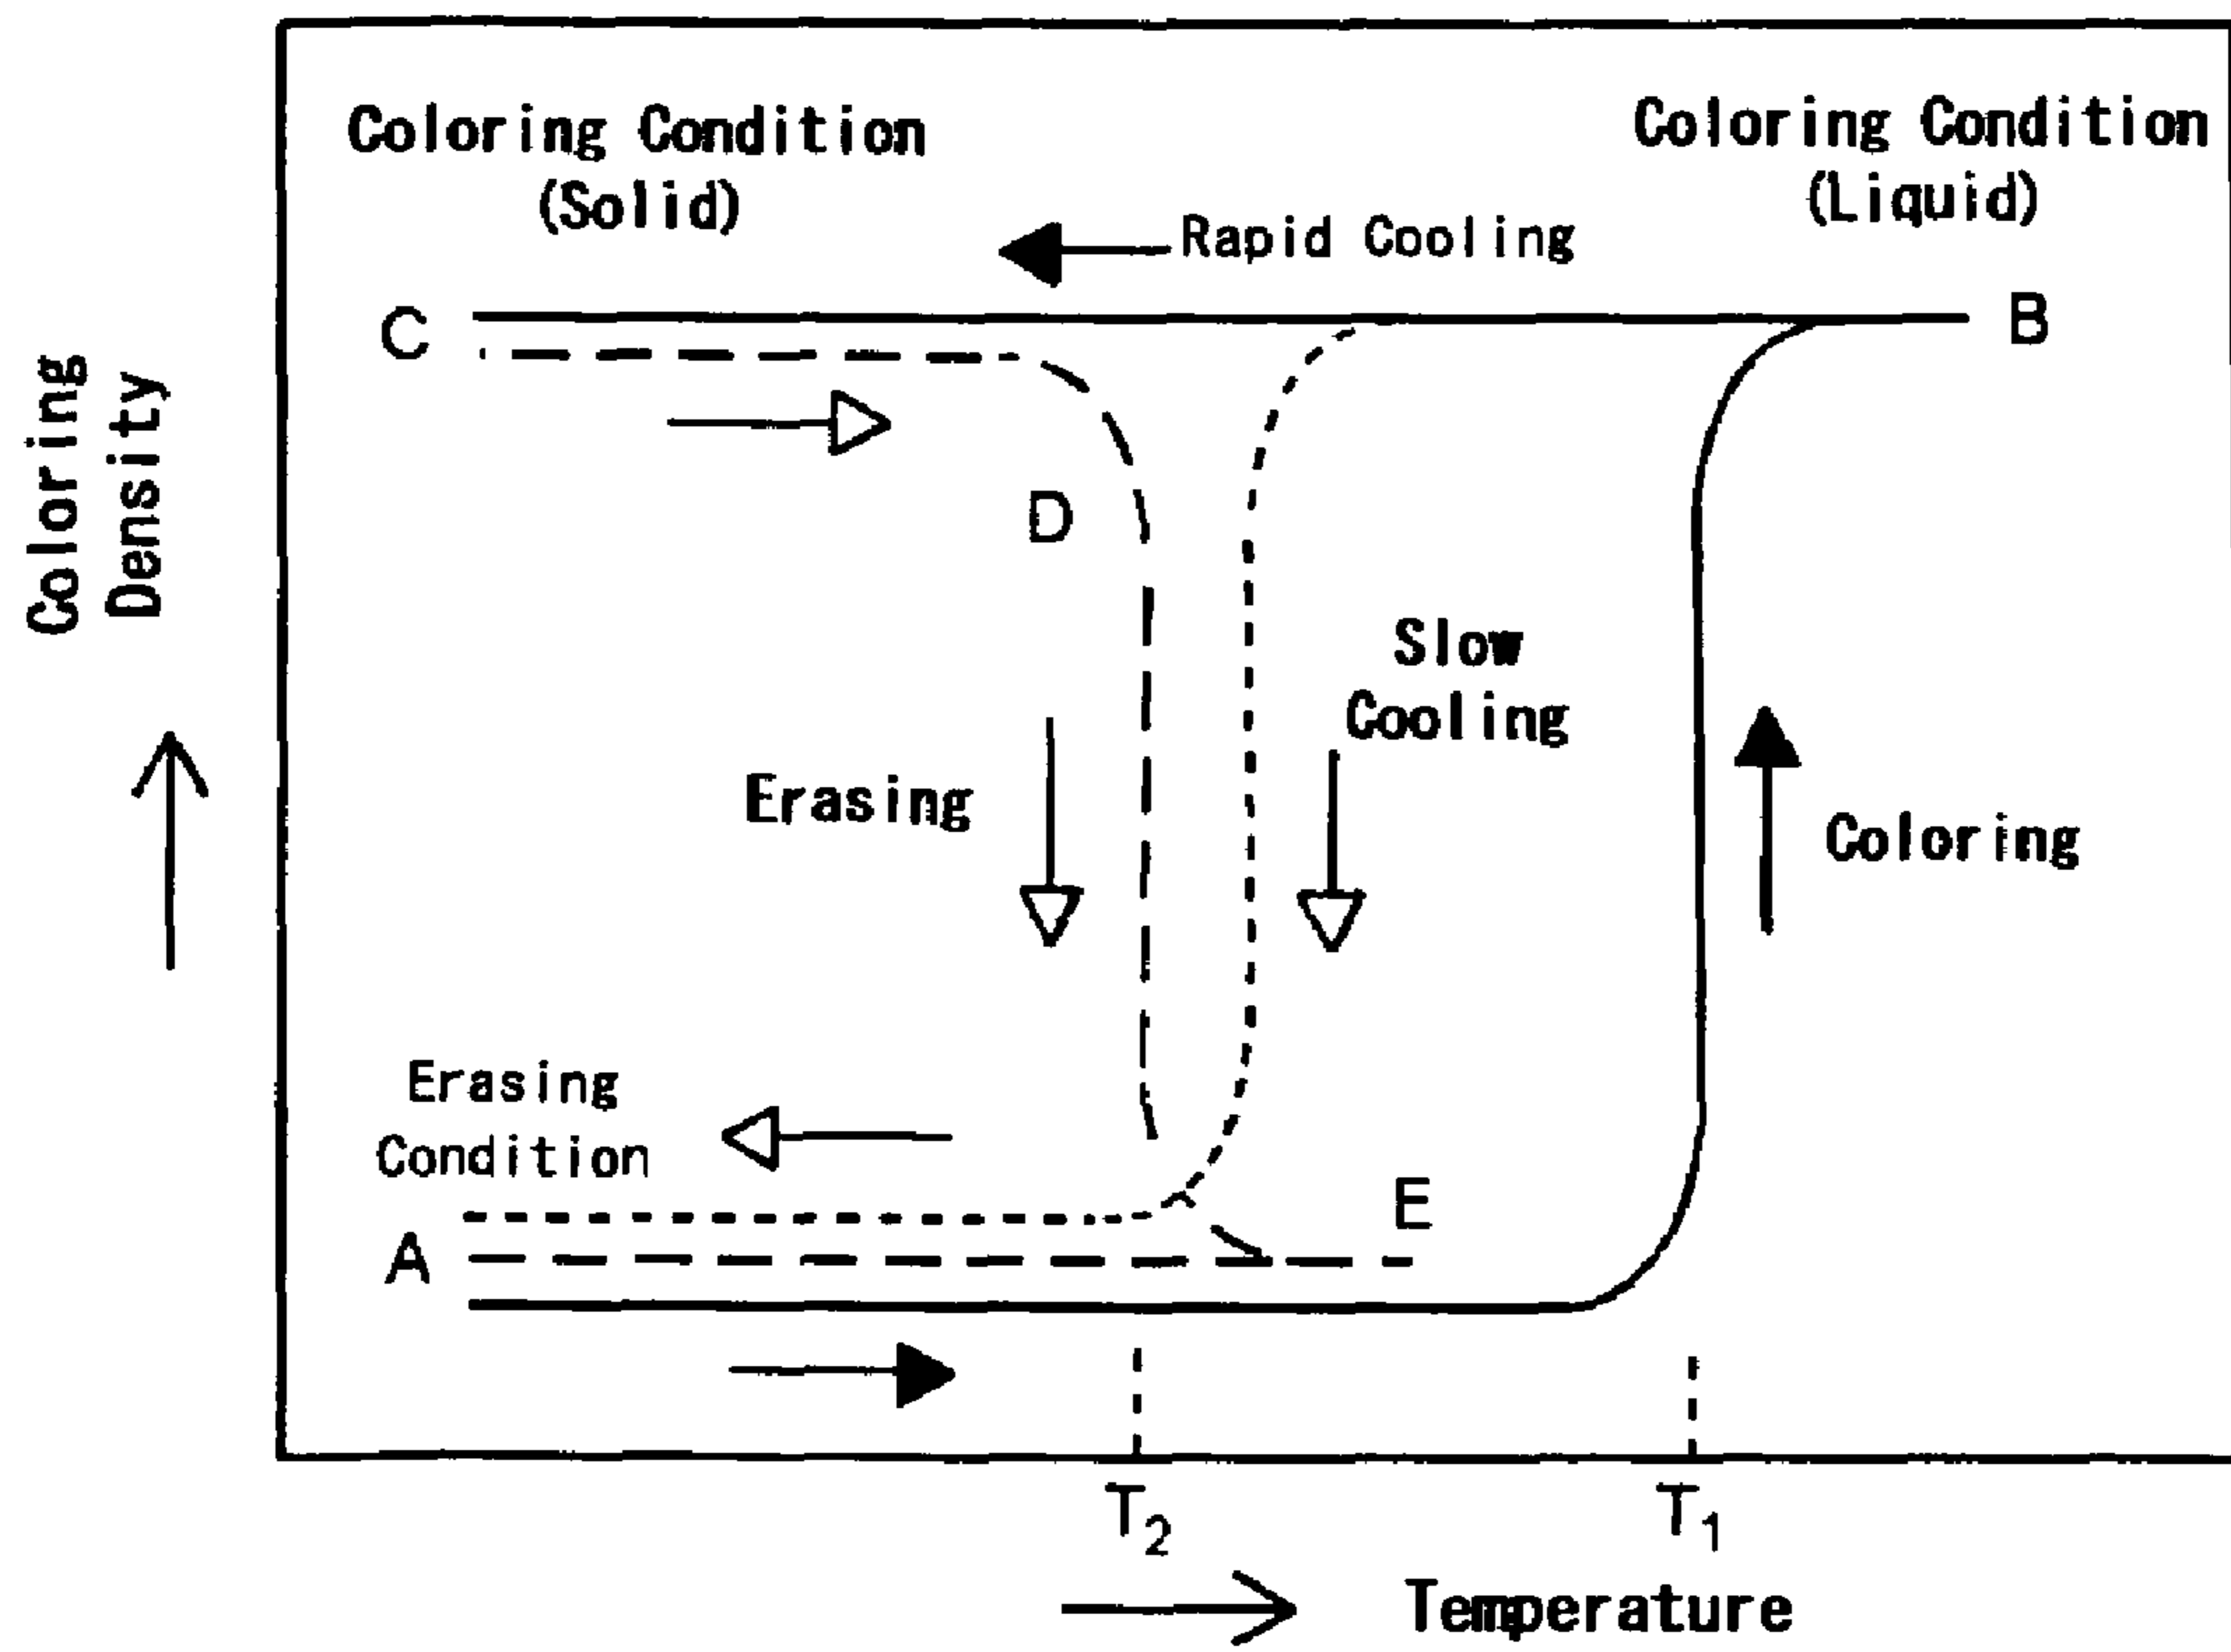 Coloring Condition
(Solid)
Coloring Condition
(Liquid)
Rapid Cooling
C
B
Coloring
Density
D
Slow
Cooling
Erasing
Coloring
Erasing
Condition
A
E
T₂
T₁
Temperature